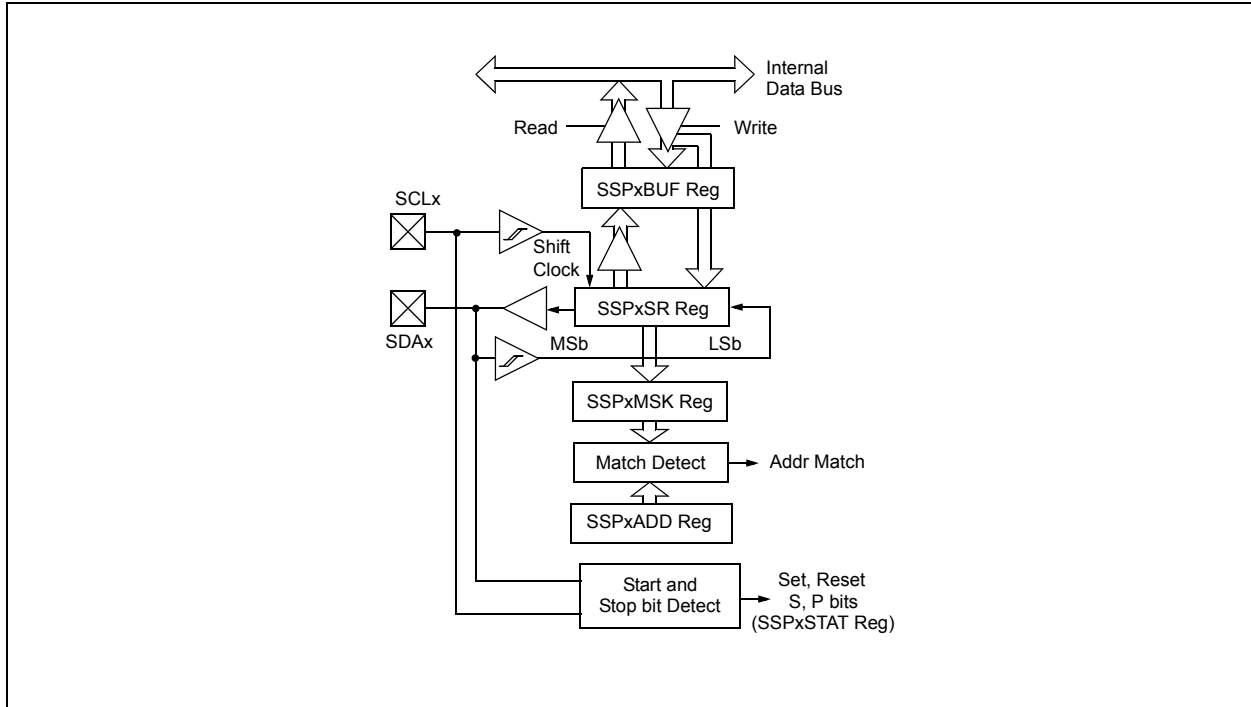 Internal
Data Bus
Read
Write
SSPxBUF Reg
SCLx
Shift
Clock
SSPxSR Reg
SDAx
MSb
LSb
SSPxMSK Reg
Match Detect
Addr Match
SSPxADD Reg
Start and
Stop bit Detect
Set, Reset
S, P bits
(SSPxSTAT Reg)